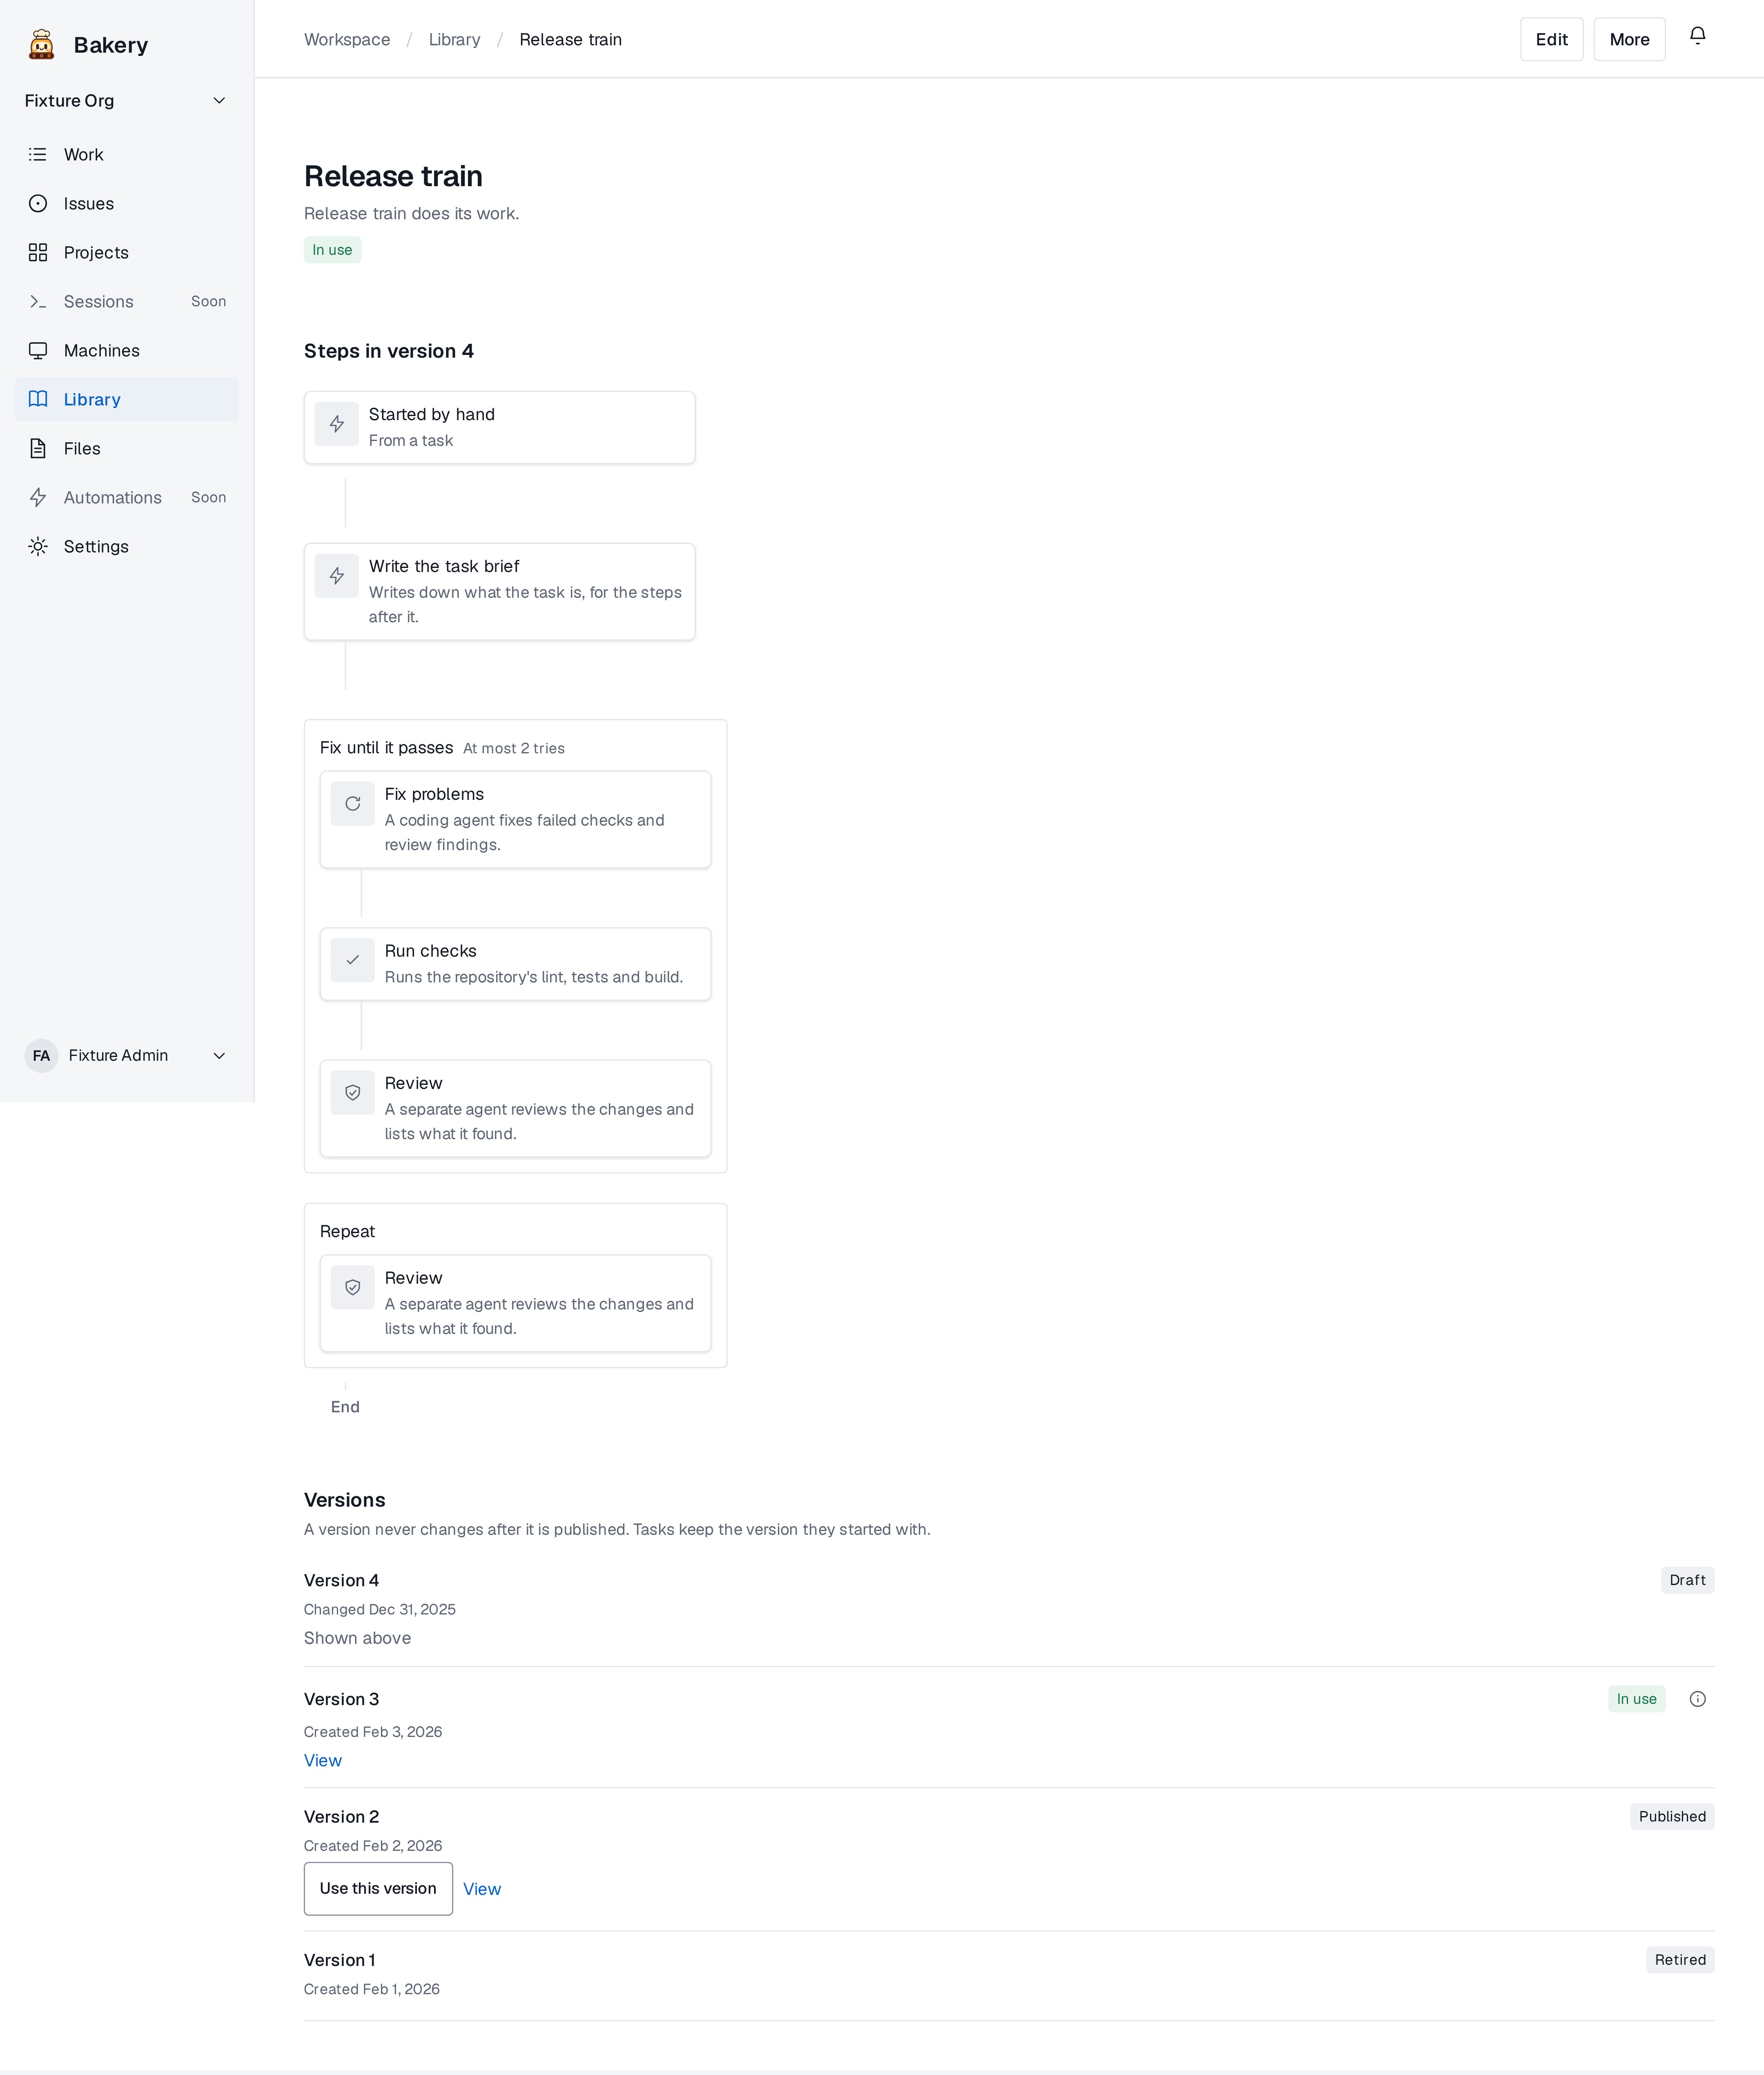 Bakery
Fixture Org
Work
Issues
Projects
Sessions Soon
Machines
Library
Files
Automations Soon
Settings
FA Fixture Admin
Workspace / Library / Release train
Edit More
Release train
Release train does its work.
In use
Steps in version 4
Started by hand
From a task
Write the task brief
Writes down what the task is, for the steps
after it.
Fix until it passes At most 2 tries
Fix problems
A coding agent fixes failed checks and
review findings.
Run checks
Runs the repository's lint, tests and build.
Review
A separate agent reviews the changes and
lists what it found.
Repeat
Review
A separate agent reviews the changes and
lists what it found.
End
Versions
A version never changes after it is published. Tasks keep the version they started with.
Version 4 Draft
Changed Dec 31, 2025
Shown above
Version 3 In use
Created Feb 3, 2026
View
Version 2 Published
Created Feb 2, 2026
Use this version View
Version 1 Retired
Created Feb 1, 2026